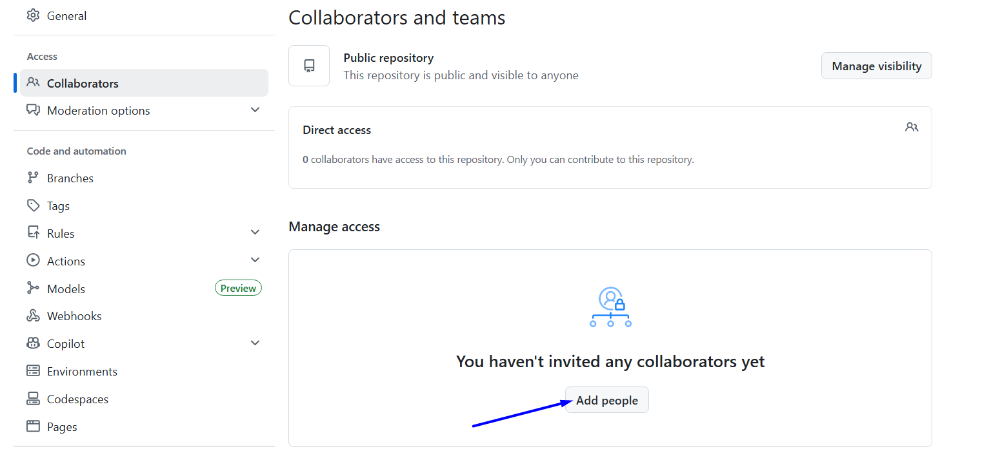 General
Access
Collaborators
Moderation options
Code and automation
Branches
Tags
Rules
Actions
Models
Preview
Webhooks
Copilot
Environments
Codespaces
Pages
Collaborators and teams
Public repository
This repository is public and visible to anyone
Manage visibility
Direct access
0 collaborators have access to this repository. Only you can contribute to this repository.
Manage access
You haven't invited any collaborators yet
Add people